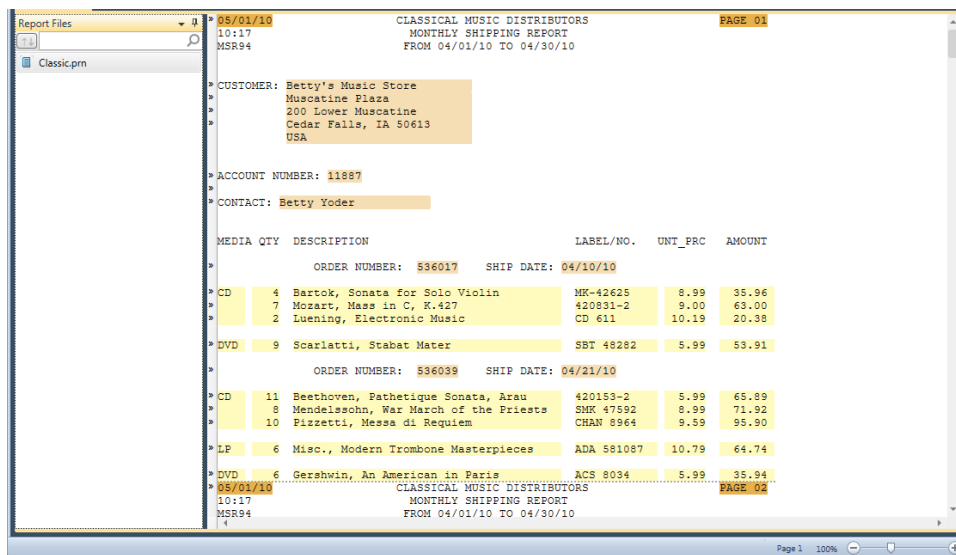 Report Files
Classic.prn
05/01/10 CLASSICAL MUSIC DISTRIBUTORS PAGE 01
10:17 MONTHLY SHIPPING REPORT
MSR94 FROM 04/01/10 TO 04/30/10
CUSTOMER: Betty's Music Store
Muscatine Plaza
200 Lower Muscatine
Cedar Falls, IA 50613
USA
ACCOUNT NUMBER: 11887
CONTACT: Betty Yoder
MEDIA QTY DESCRIPTION LABEL/NO. UNT_PRC AMOUNT
ORDER NUMBER: 536017 SHIP DATE: 04/10/10
CD 4 Bartok, Sonata for Solo Violin MK-42625 8.99 35.96
7 Mozart, Mass in C, K.427 420831-2 9.00 63.00
2 Luening, Electronic Music CD 611 10.19 20.38
DVD 9 Scarlatti, Stabat Mater SBT 48282 5.99 53.91
ORDER NUMBER: 536039 SHIP DATE: 04/21/10
CD 11 Beethoven, Pathetique Sonata, Arau 420153-2 5.99 65.89
8 Mendelssohn, War March of the Priests SMK 47592 8.99 71.92
10 Pizzetti, Messa di Requiem CHAN 8964 9.59 95.90
LP 6 Misc., Modern Trombone Masterpieces ADA 581087 10.79 64.74
DVD 6 Gershwin, An American in Paris ACS 8034 5.99 35.94
05/01/10 CLASSICAL MUSIC DISTRIBUTORS PAGE 02
10:17 MONTHLY SHIPPING REPORT
MSR94 FROM 04/01/10 TO 04/30/10
Page 1 100%